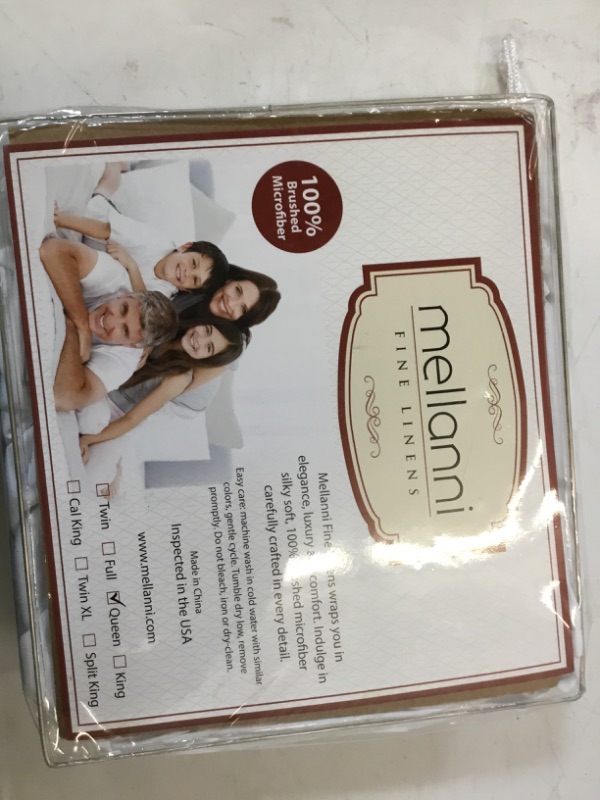 100%
Brushed
Microfiber
mellanni
FINE LINENS
Mellanni Fine wraps you in
elegance, luxury comfort. Indulge in
silky soft, 100% microfiber
carefully crafted in every detail.
Easy care: machine wash in cold water with similar
colors, gentle cycle. Tumble dry low, remove
promptly. Do not bleach, iron or dry-clean.
Made in China
Inspected in the USA
www.mellanni.com
Twin Full Queen King
Cal King Twin XL Split King